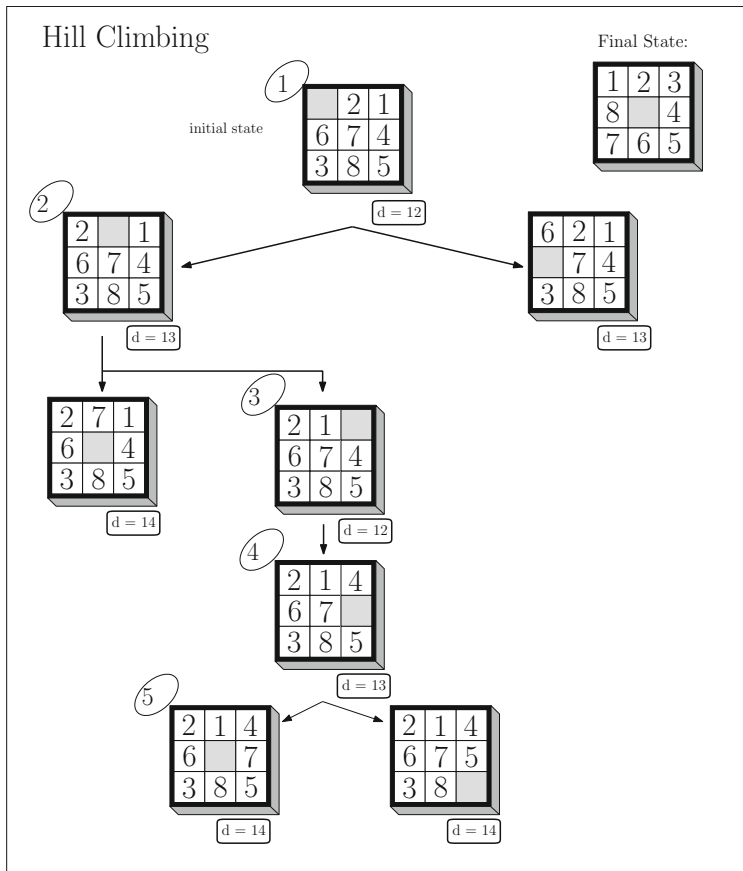 Hill Climbing
Final State:
1 2 3
8 4
7 6 5
1
initial state
2 1
6 7 4
3 8 5
d = 12
2
2 1
6 7 4
3 8 5
d = 13
6 2 1
7 4
3 8 5
d = 13
2 7 1
6 4
3 8 5
d = 14
3
2 1
6 7 4
3 8 5
d = 12
4
2 1 4
6 7
3 8 5
d = 13
5
2 1 4
6 7
3 8 5
d = 14
2 1 4
6 7 5
3 8
d = 14